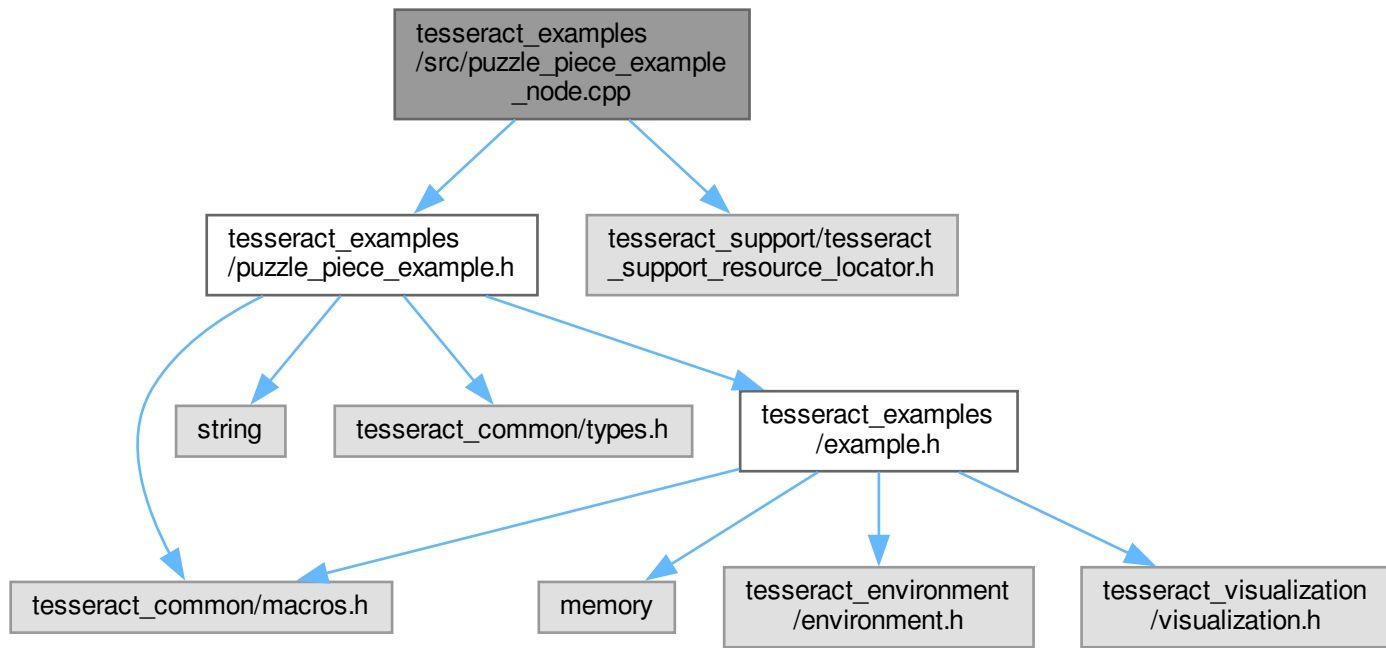 tesseract_examples
/src/puzzle_piece_example
_node.cpp
tesseract_examples
/puzzle_piece_example.h
tesseract_support/tesseract
_support_resource_locator.h
string
tesseract_common/types.h
tesseract_examples
/example.h
tesseract_common/macros.h
memory
tesseract_environment
/environment.h
tesseract_visualization
/visualization.h